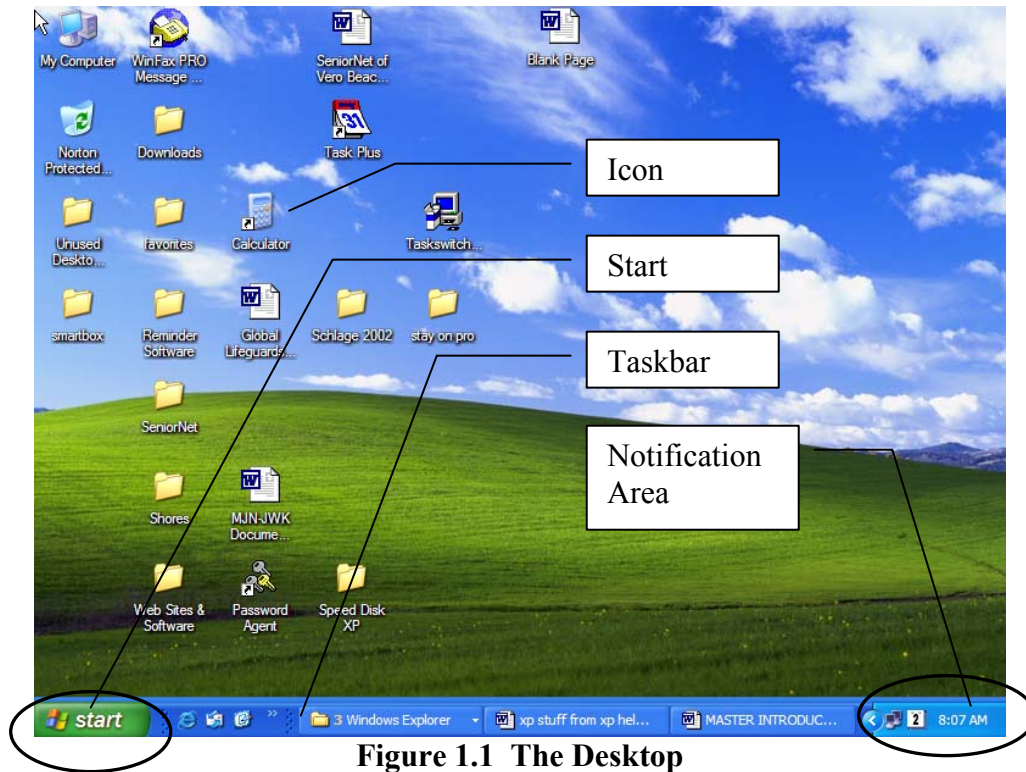 My Computer
WinFax PRO
Message ...
SeniorNet of
Vero Beac...
Blank Page
Norton
Protected...
Downloads
31
Task Plus
Icon
Unused
Deskto...
favorites
Calculator
Taskswitch...
Start
smartbox
Reminder
Software
Global
Lifeguards...
Schlage 2002
stay on pro
Taskbar
SeniorNet
Notification
Area
Shores
MJN-JWK
Docume...
Web Sites &
Software
Password
Agent
Speed Disk
XP
start
3 Windows Explorer
xp stuff from xp hel...
MASTER INTRODUC...
2
8:07 AM
Figure 1.1 The Desktop